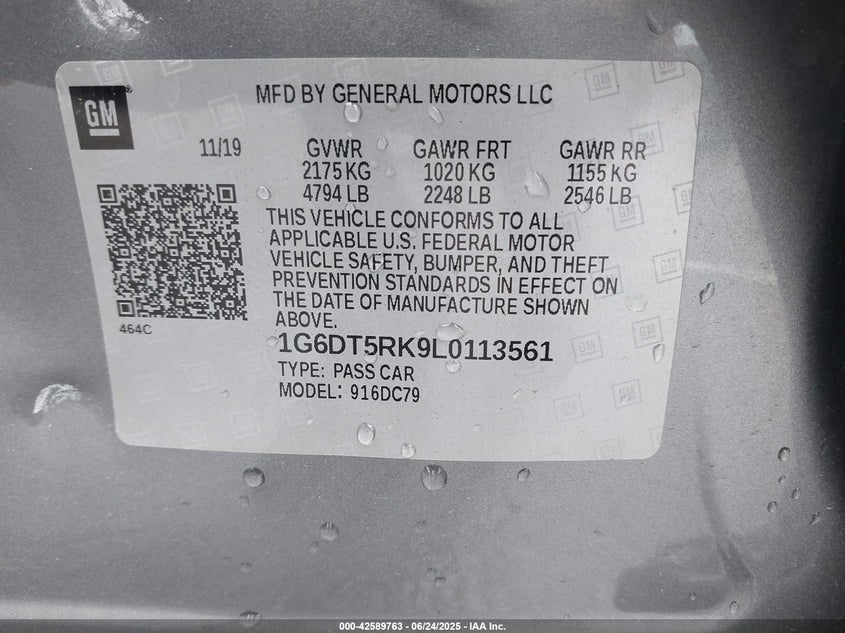 GM
MFD BY GENERAL MOTORS LLC
11/19 GVWR GAWR FRT GAWR RR
2175 KG 1020 KG 1155 KG
4794 LB 2248 LB 2546 LB
THIS VEHICLE CONFORMS TO ALL
APPLICABLE U.S. FEDERAL MOTOR
VEHICLE SAFETY, BUMPER, AND THEFT
PREVENTION STANDARDS IN EFFECT ON
THE DATE OF MANUFACTURE SHOWN
ABOVE.
464C
1G6DT5RK9L0113561
TYPE: PASS CAR
MODEL: 916DC79
000-42589763 - 06/24/2025 - IAA Inc.